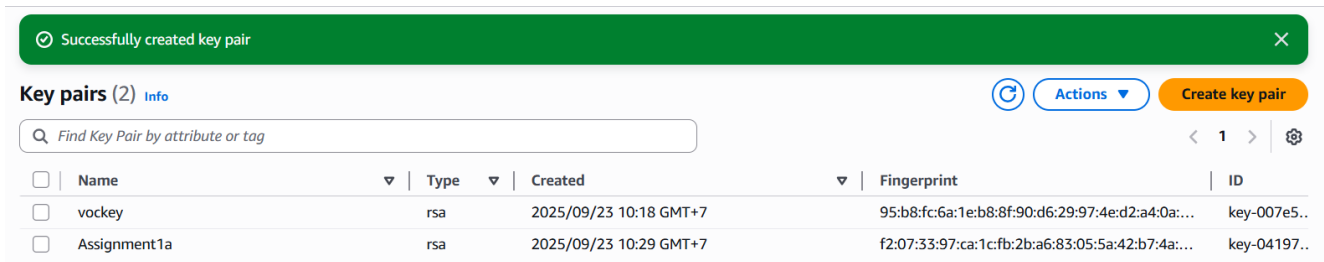 Successfully created key pair
Key pairs (2) Info Actions Create key pair
Find Key Pair by attribute or tag 1
Name Type Created Fingerprint ID
vockey rsa 2025/09/23 10:18 GMT+7 95:b8:fc:6a:1e:b8:8f:90:d6:29:97:4e:d2:a4:0a:... key-007e5...
Assignment1a rsa 2025/09/23 10:29 GMT+7 f2:07:33:97:ca:1c:fb:2b:a6:83:05:5a:42:b7:4a:... key-04197...